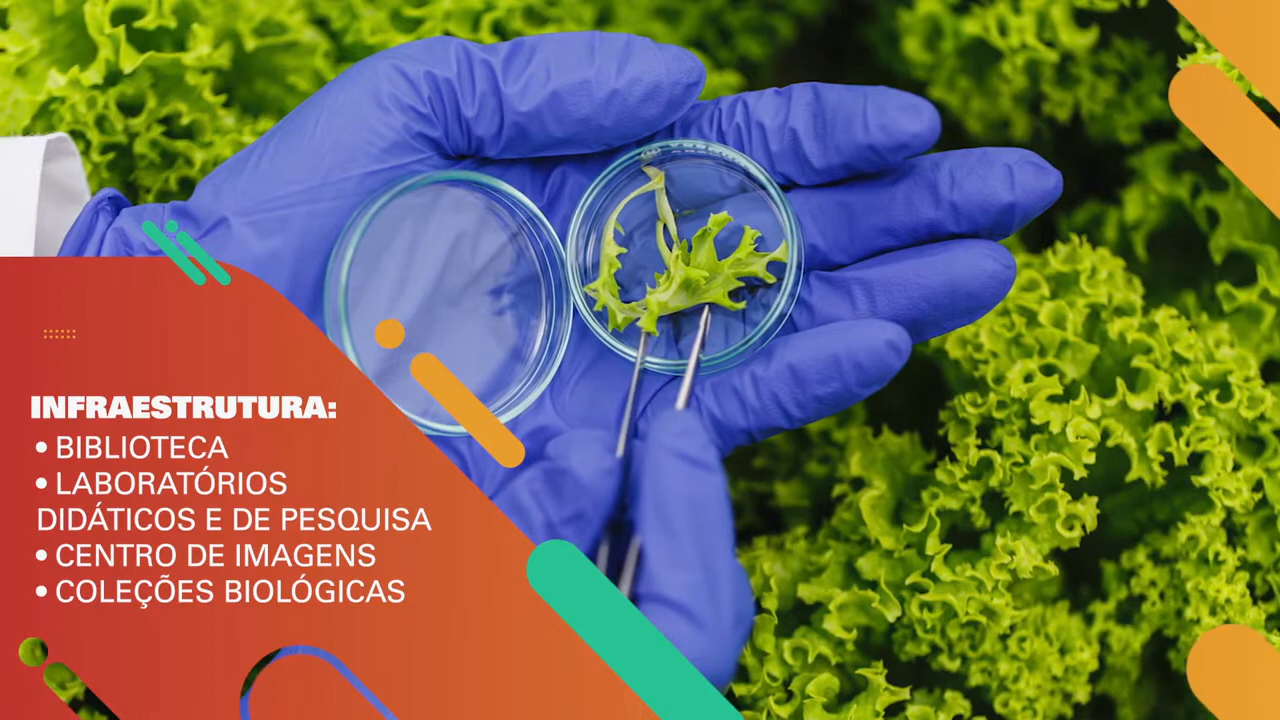 INFRAESTRUTURA:
• BIBLIOTECA
• LABORATÓRIOS
DIDÁTICOS E DE PESQUISA
• CENTRO DE IMAGENS
• COLEÇÕES BIOLÓGICAS